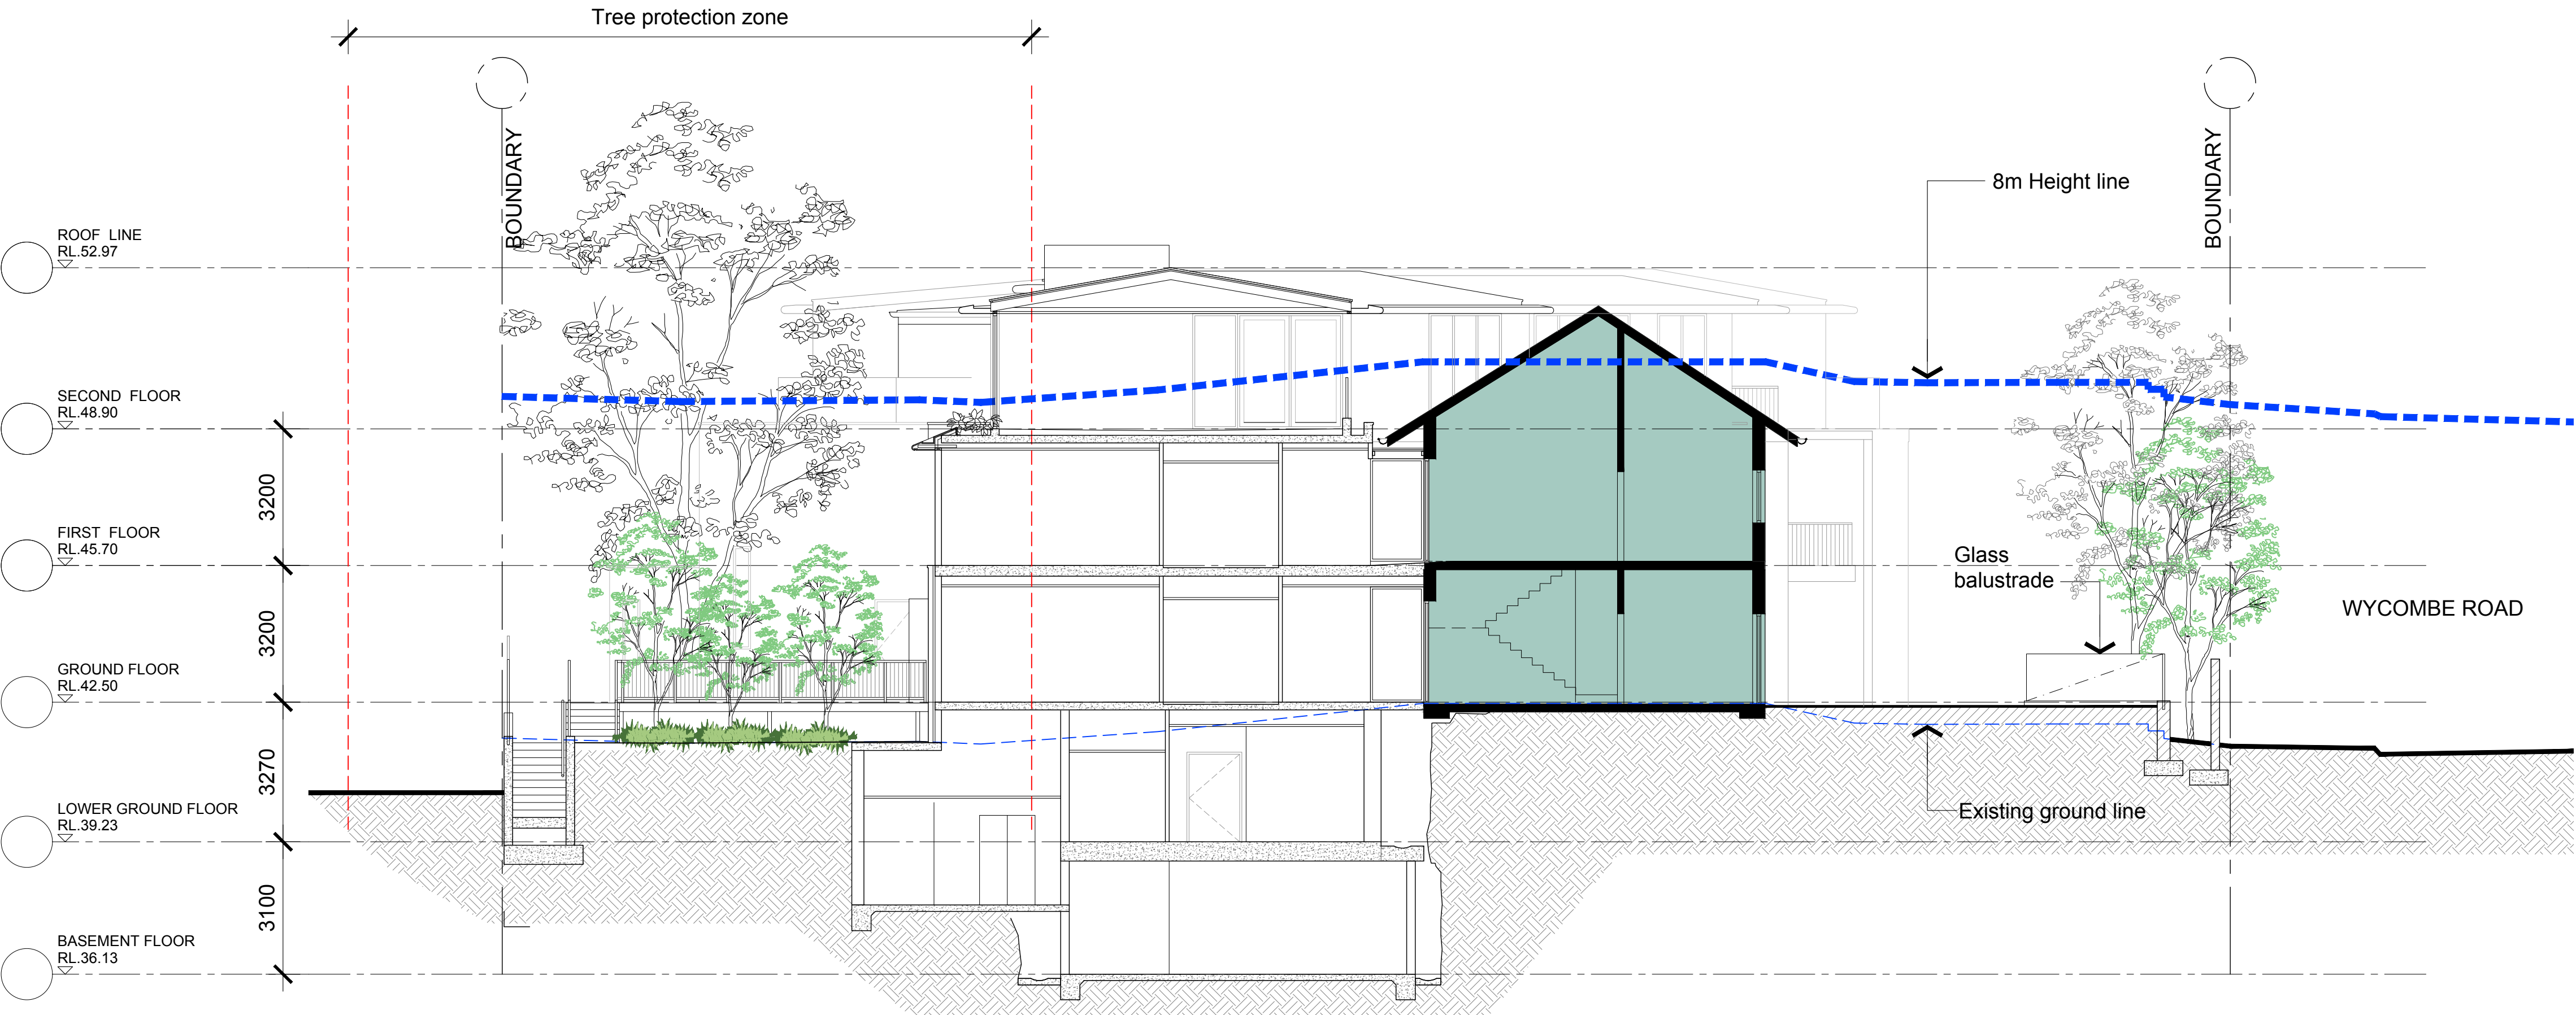 Tree protection zone
BOUNDARY
BOUNDARY
8m Height line
ROOF LINE
RL.52.97
SECOND FLOOR
RL.48.90
3200
FIRST FLOOR
RL.45.70
Glass
balustrade
WYCOMBE ROAD
3200
GROUND FLOOR
RL.42.50
3270
LOWER GROUND FLOOR
RL.39.23
Existing ground line
3100
BASEMENT FLOOR
RL.36.13